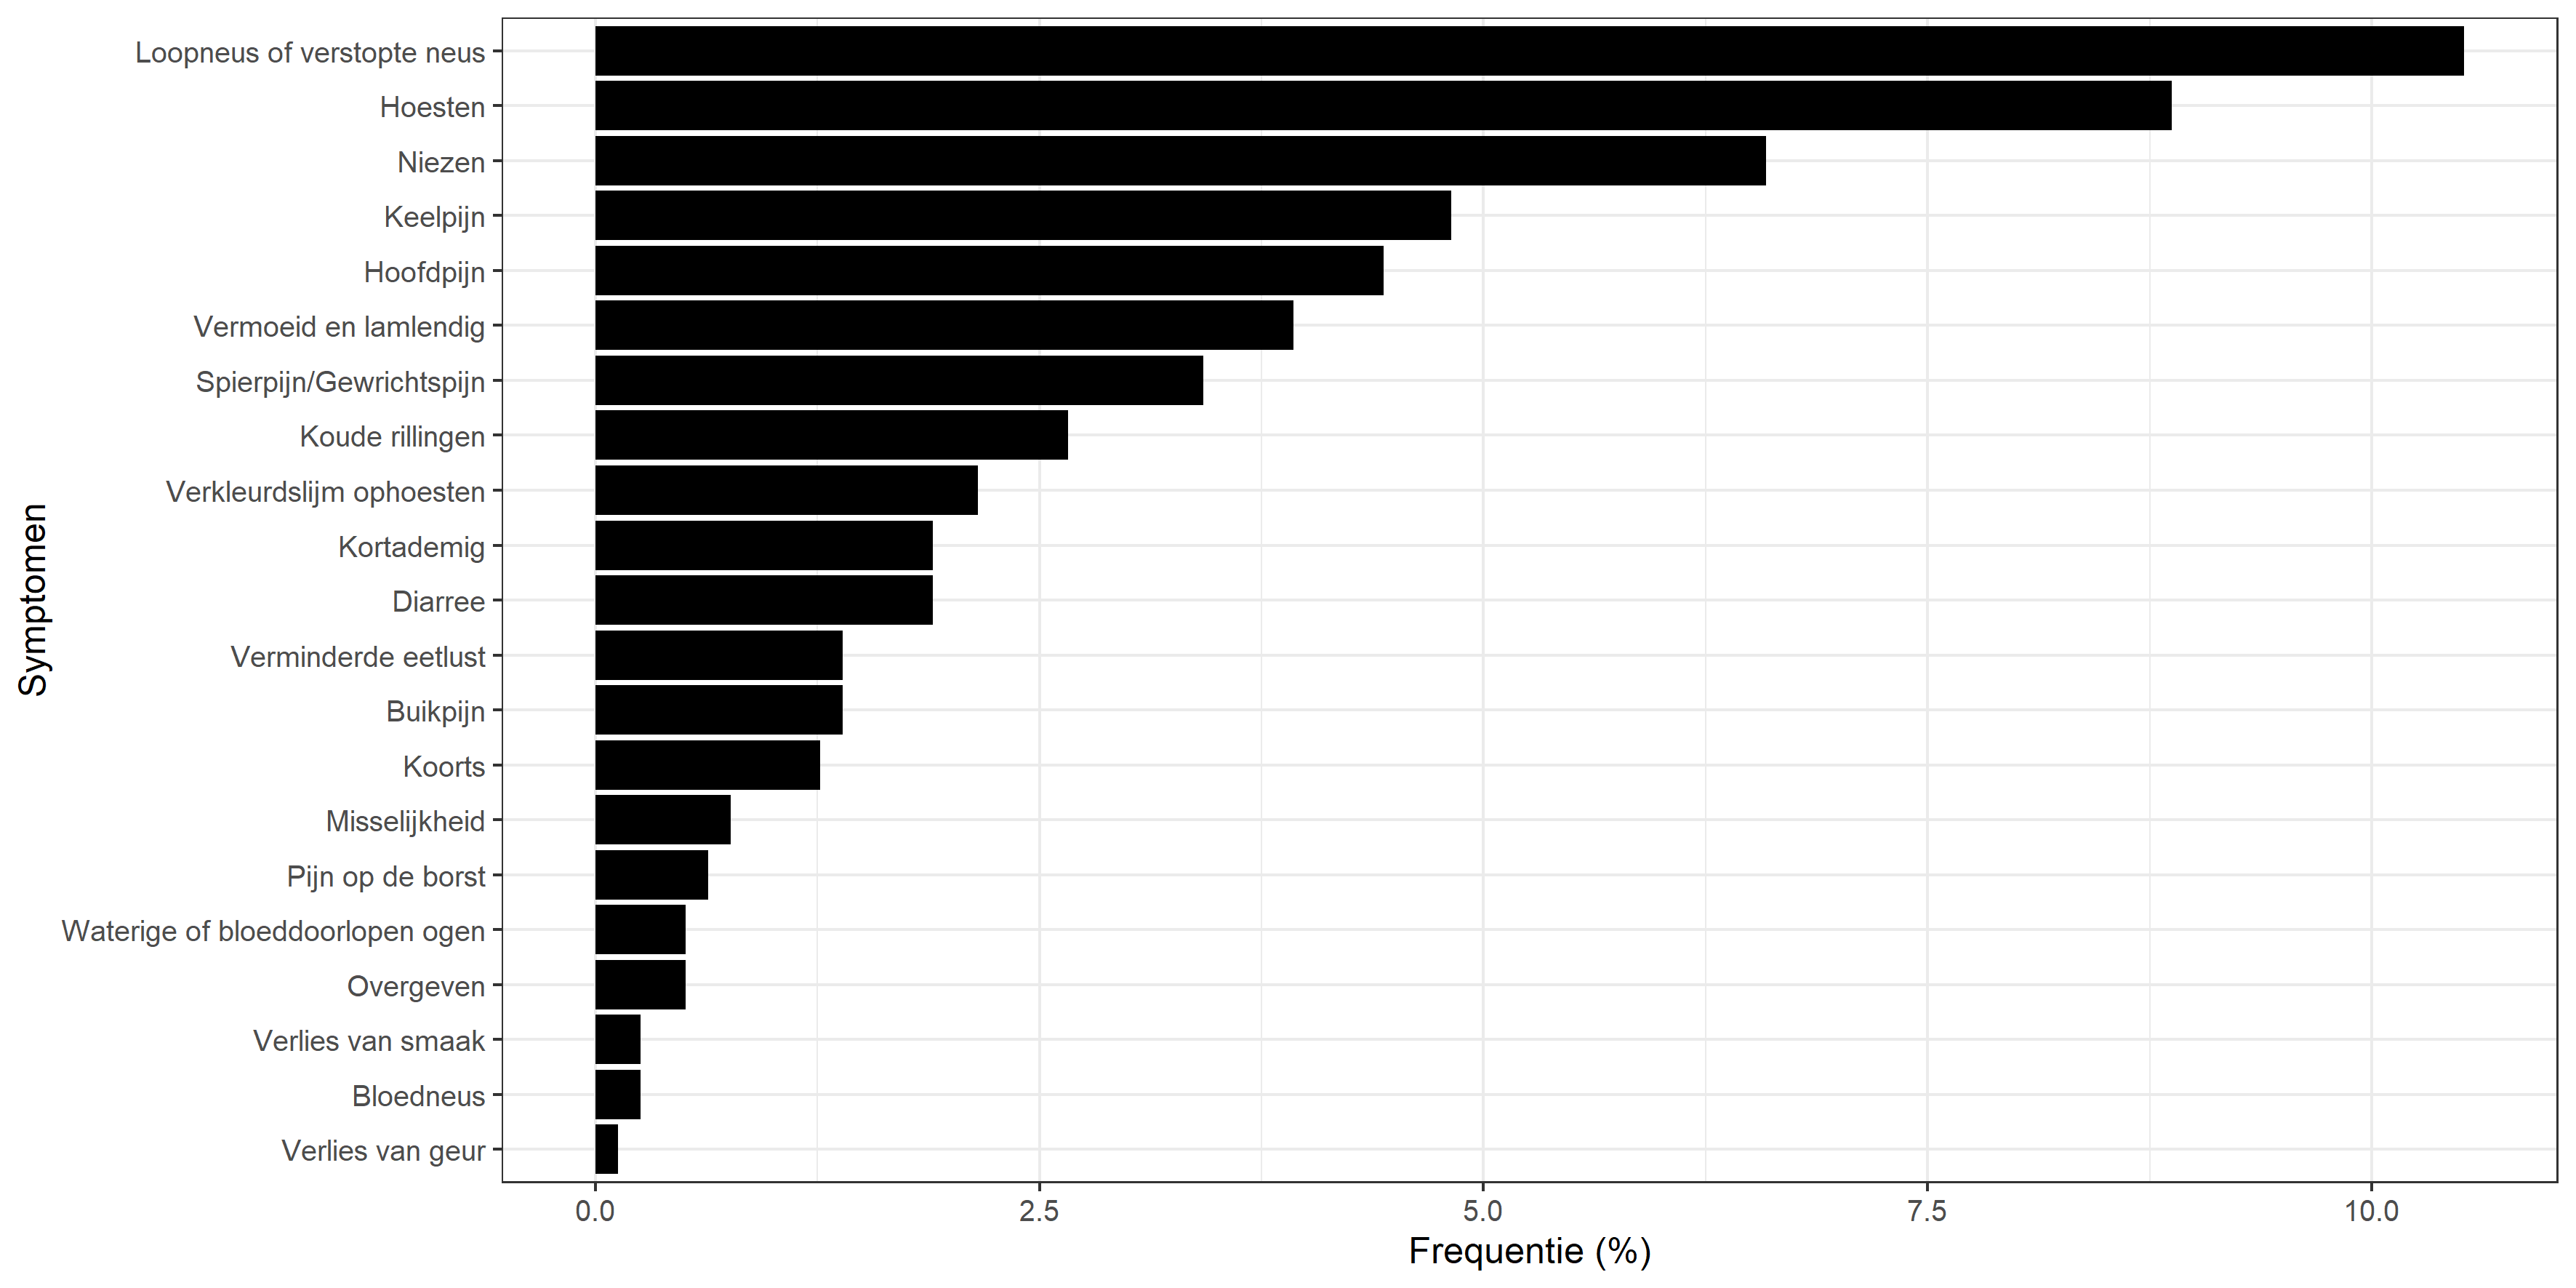 Symptomen
Loopneus of verstopte neus
Hoesten
Niezen
Keelpijn
Hoofdpijn
Vermoeid en lamlendig
Spierpijn/Gewrichtspijn
Koude rillingen
Verkleurdslijm ophoesten
Kortademig
Diarree
Verminderde eetlust
Buikpijn
Koorts
Misselijkheid
Pijn op de borst
Waterige of bloeddoorlopen ogen
Overgeven
Verlies van smaak
Bloedneus
Verlies van geur
0.0 2.5 5.0 7.5 10.0
Frequentie (%)